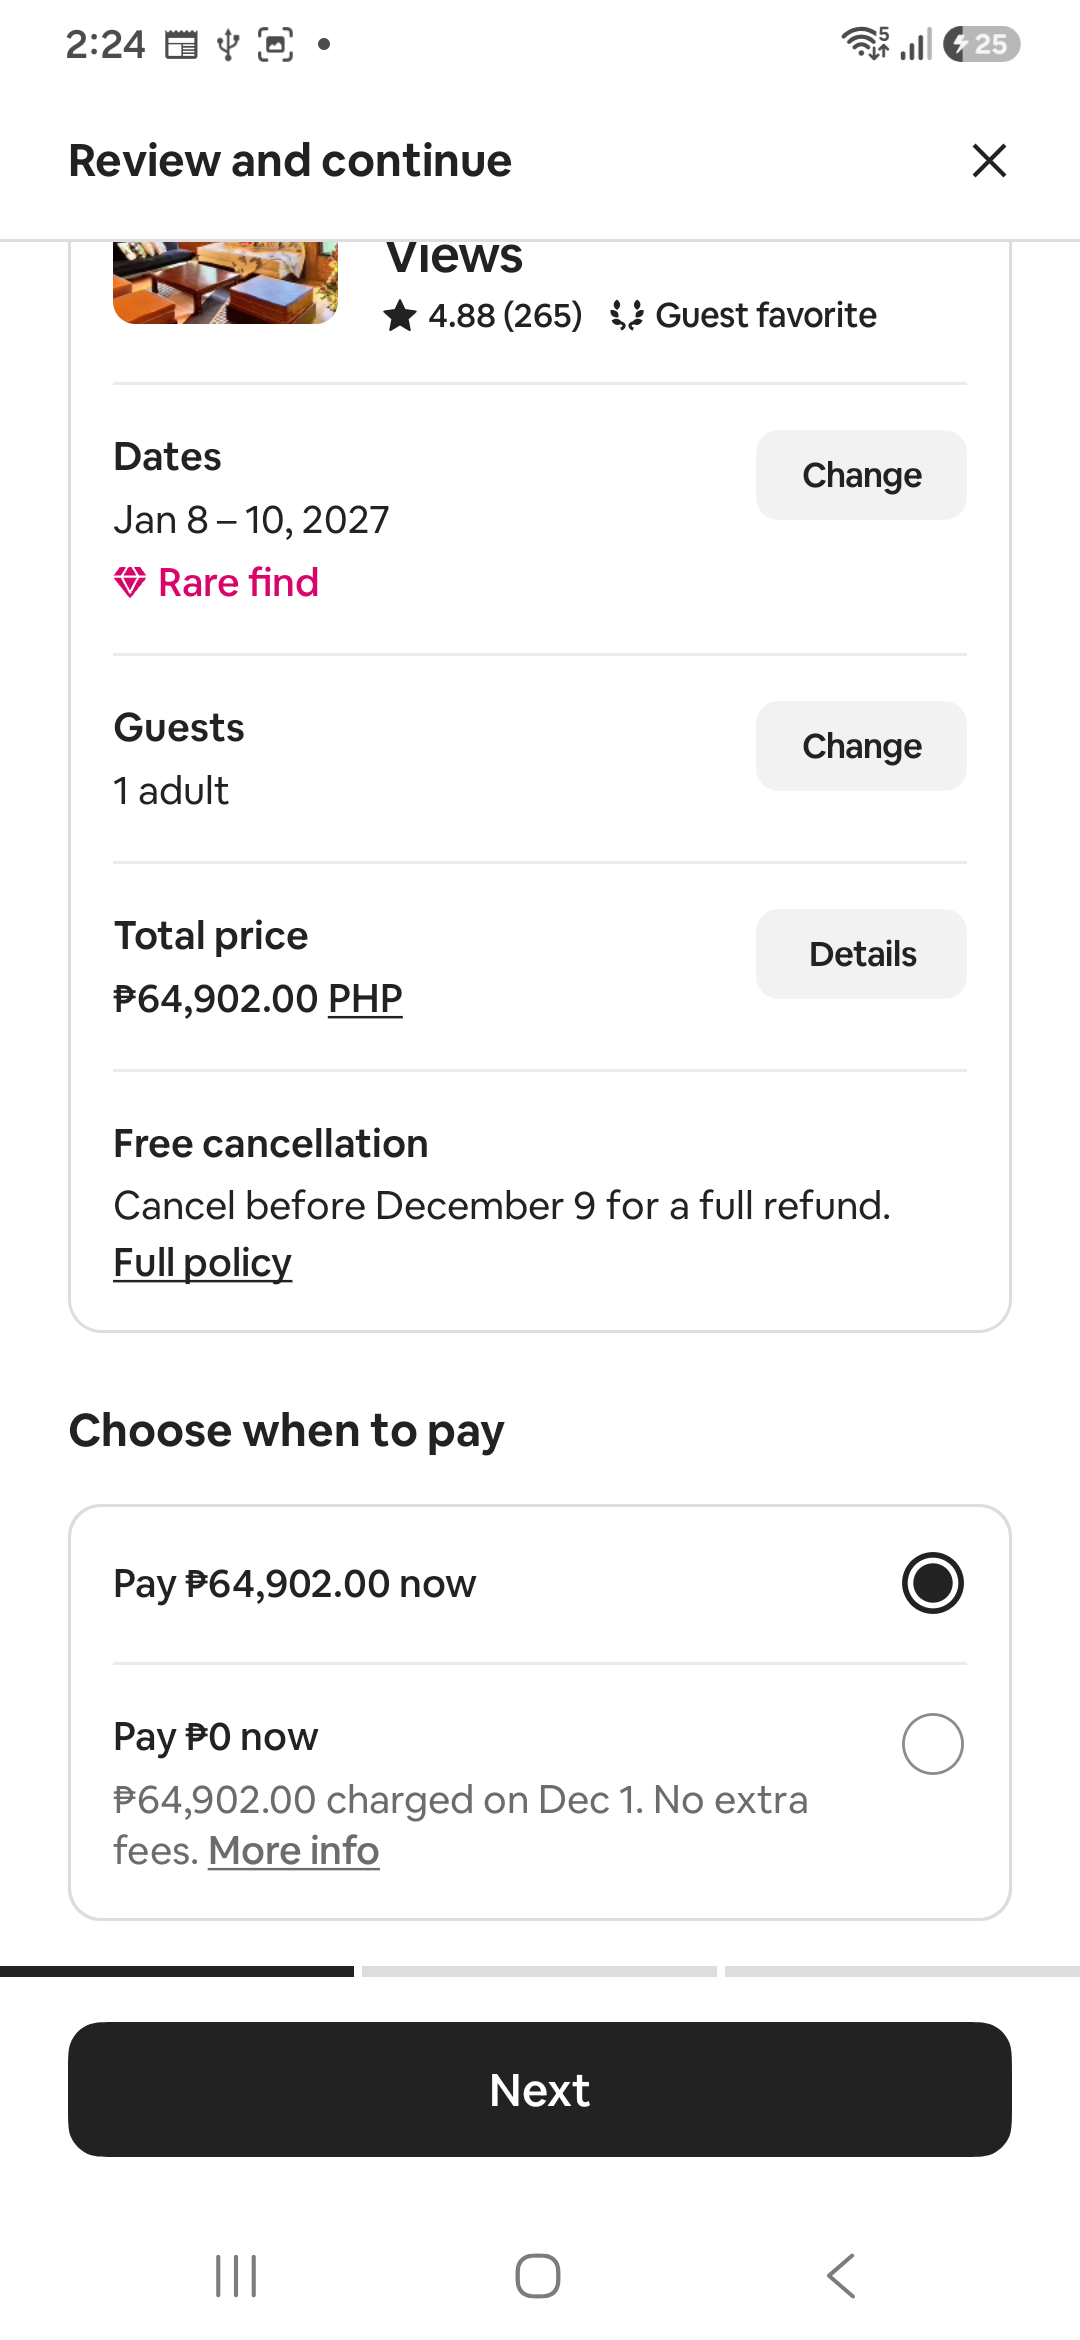 2:24
5
25
Review and continue
Views
4.88 (265) Guest favorite
Dates
Change
Jan 8 – 10, 2027
Rare find
Guests
Change
1 adult
Total price
Details
₱64,902.00 PHP
Free cancellation
Cancel before December 9 for a full refund.
Full policy
Choose when to pay
Pay ₱64,902.00 now
Pay ₱0 now
₱64,902.00 charged on Dec 1. No extra
fees. More info
Next